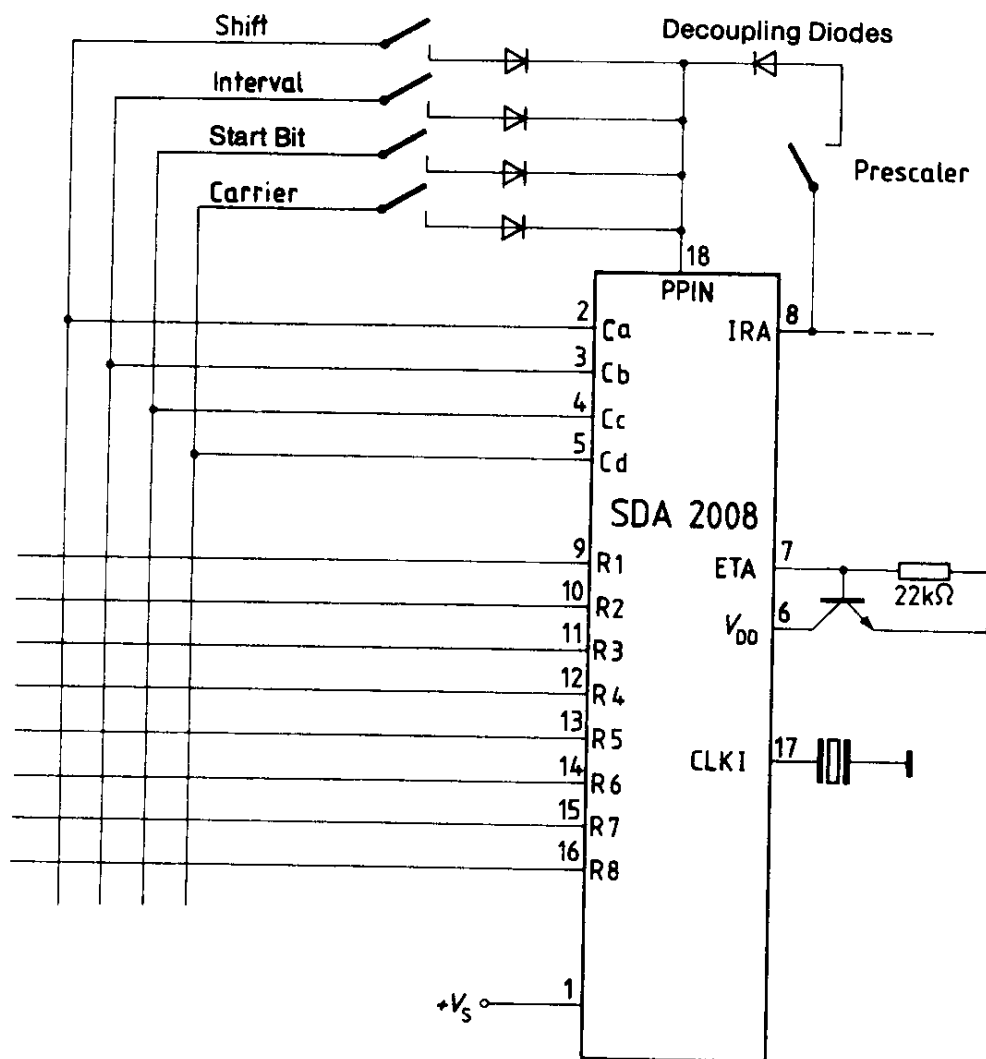 Shift
Decoupling Diodes
Interval
Start Bit
Prescaler
Carrier
18
PPIN
2
Ca
IRA
8
3
Cb
4
Cc
5
Cd
SDA 2008
9
R1
ETA
7
22kΩ
10
R2
VDD
6
11
R3
12
R4
13
R5
CLKI
17
14
R6
15
R7
16
R8
+Vs
1